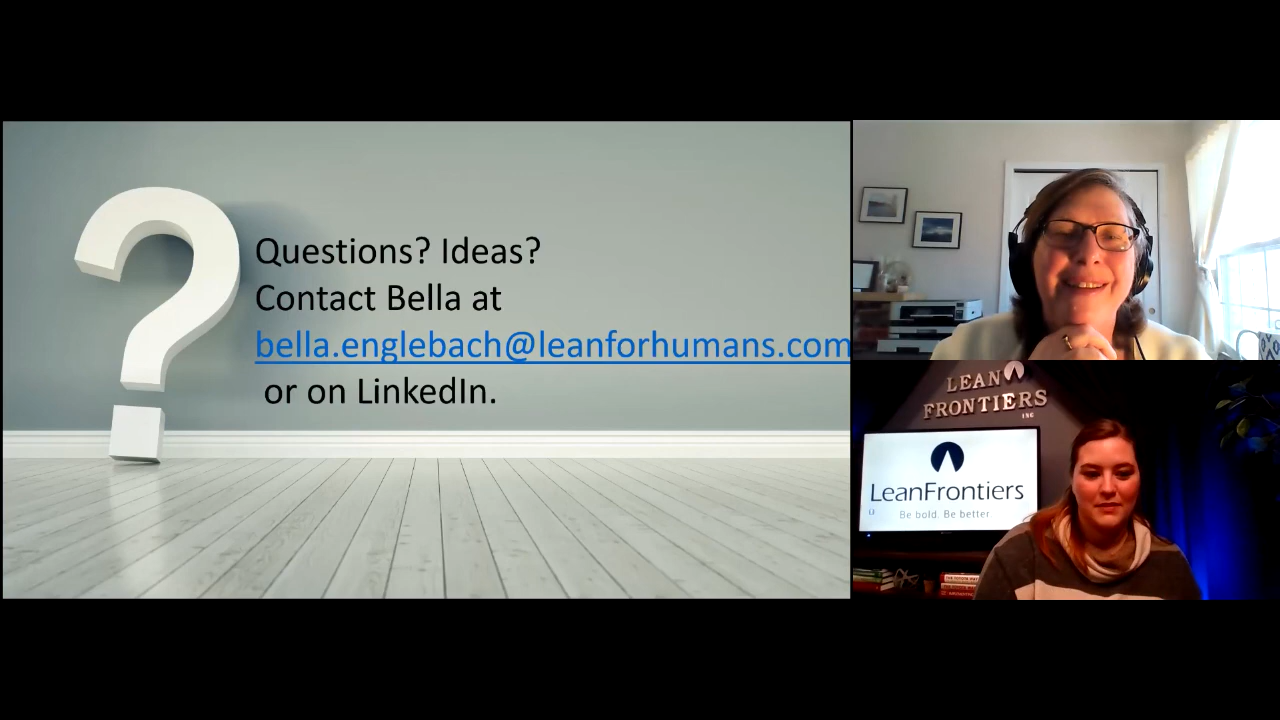 Questions? Ideas?
Contact Bella at
bella.englebach@leanforhumans.com
or on LinkedIn.
LEAN
FRONTIERS
INC
LeanFrontiers
Be bold. Be better.